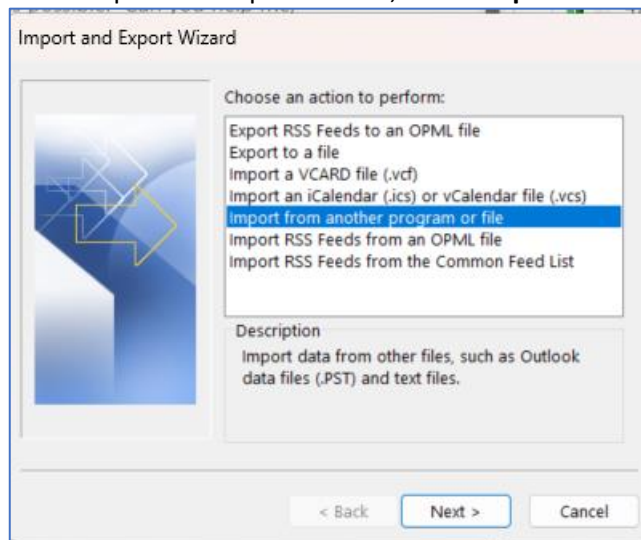 Import and Export Wizard
Choose an action to perform:
Export RSS Feeds to an OPML file
Export to a file
Import a VCARD file (.vcf)
Import an iCalendar (.ics) or vCalendar file (.vcs)
Import from another program or file
Import RSS Feeds from an OPML file
Import RSS Feeds from the Common Feed List
Description
Import data from other files, such as Outlook
data files (.PST) and text files.
< Back Next > Cancel